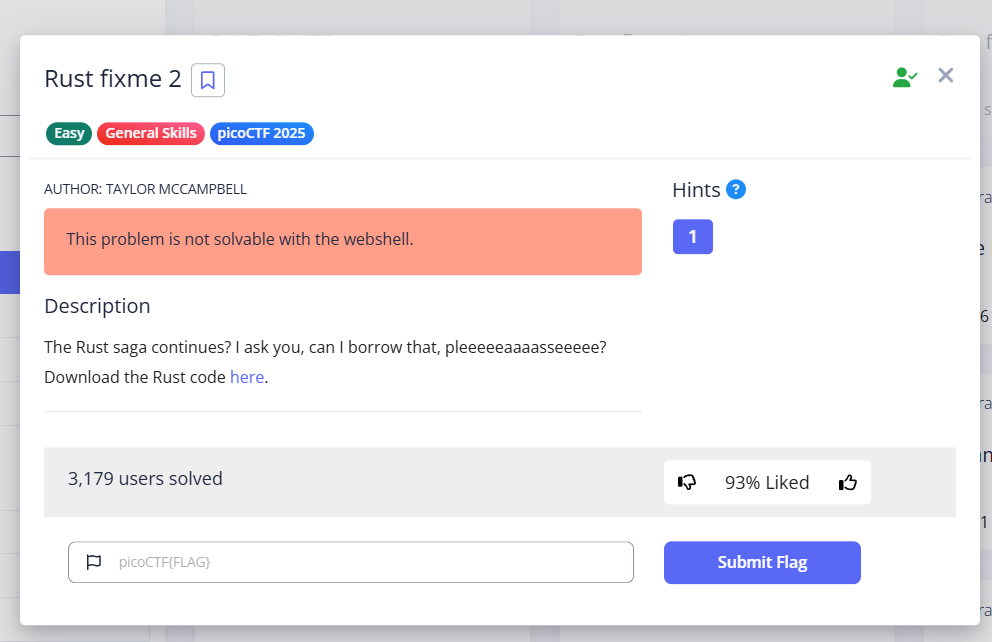 Rust fixme 2
Easy General Skills picoCTF 2025
AUTHOR: TAYLOR MCCAMPBELL
Hints ?
This problem is not solvable with the webshell.
1
Description
The Rust saga continues? I ask you, can I borrow that, pleeeeeaaaasseeeee?
Download the Rust code here.
3,179 users solved
93% Liked
picoCTF{FLAG}
Submit Flag